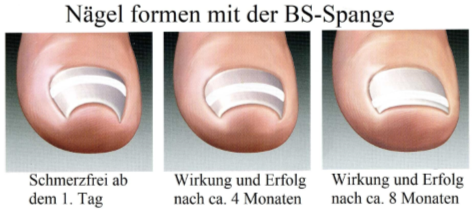 Nägel formen mit der BS-Spange
Schmerzfrei ab
dem 1. Tag
Wirkung und Erfolg
nach ca. 4 Monaten
Wirkung und Erfolg
nach ca. 8 Monaten